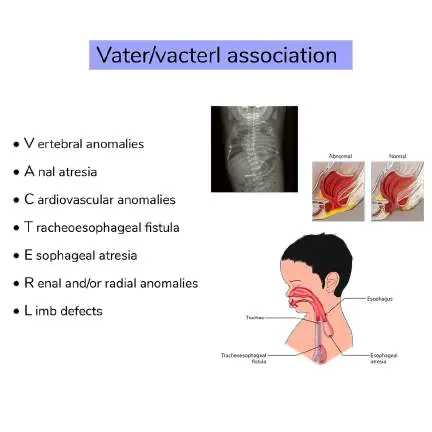 Vater/vacterl association
• V ertebral anomalies
• A nal atresia
• C ardiovascular anomalies
• T racheoesophageal fistula
• E sophageal atresia
• R enal and/or radial anomalies
• L imb defects
Abnormal
Normal
Esophagus
Trachea
Tracheoesophageal
fistula
Esophageal
atresia